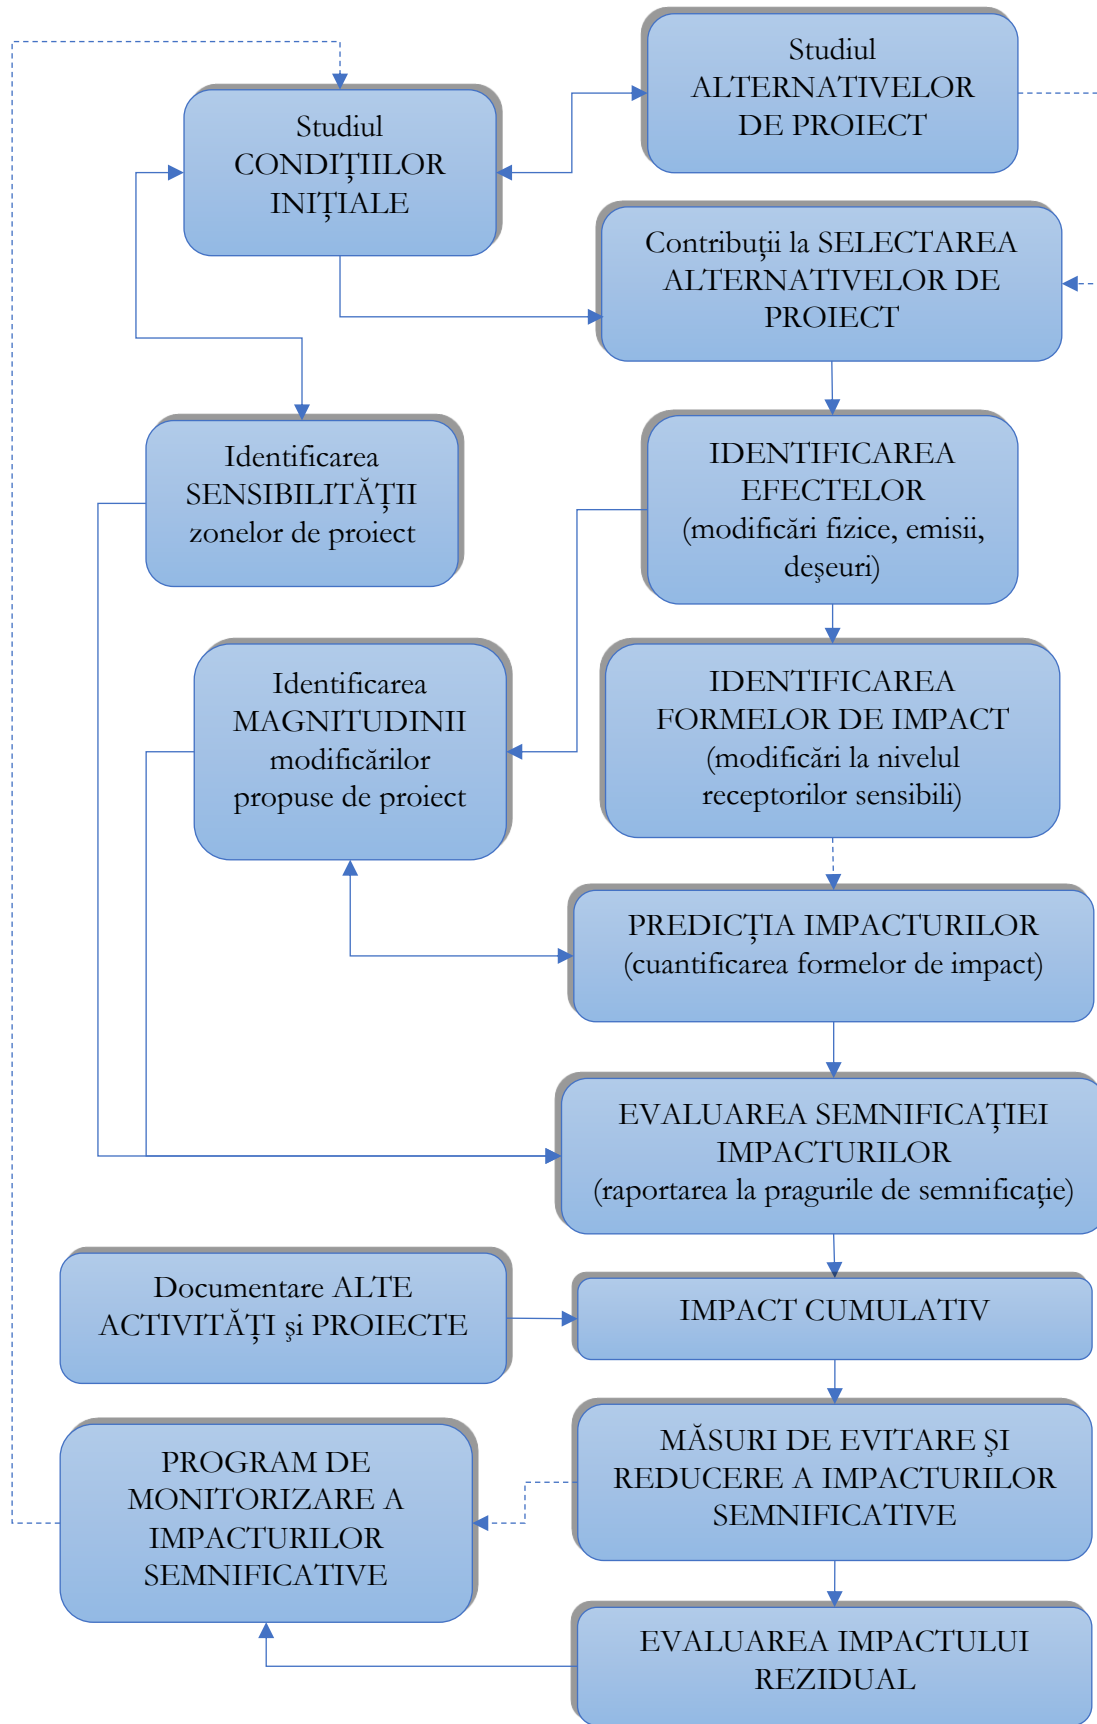 Studiul
ALTERNATIVELOR
DE PROIECT
Studiul
CONDIŢIILOR
INIŢIALE
Contribuţii la SELECTAREA
ALTERNATIVELOR DE
PROIECT
Identificarea
SENSIBILITĂŢII
zonelor de proiect
IDENTIFICAREA
EFECTELOR
(modificări fizice, emisii,
deşeuri)
Identificarea
MAGNITUDINII
modificărilor
propuse de proiect
IDENTIFICAREA
FORMELOR DE IMPACT
(modificări la nivelul
receptorilor sensibili)
PREDICŢIA IMPACTURILOR
(cuantificarea formelor de impact)
EVALUAREA SEMNIFICAŢIEI
IMPACTURILOR
(raportarea la pragurile de semnificaţie)
Documentare ALTE
ACTIVITĂŢI şi PROIECTE
IMPACT CUMULATIV
MĂSURI DE EVITARE ŞI
REDUCERE A IMPACTURILOR
SEMNIFICATIVE
PROGRAM DE
MONITORIZARE A
IMPACTURILOR
SEMNIFICATIVE
EVALUAREA IMPACTULUI
REZIDUAL